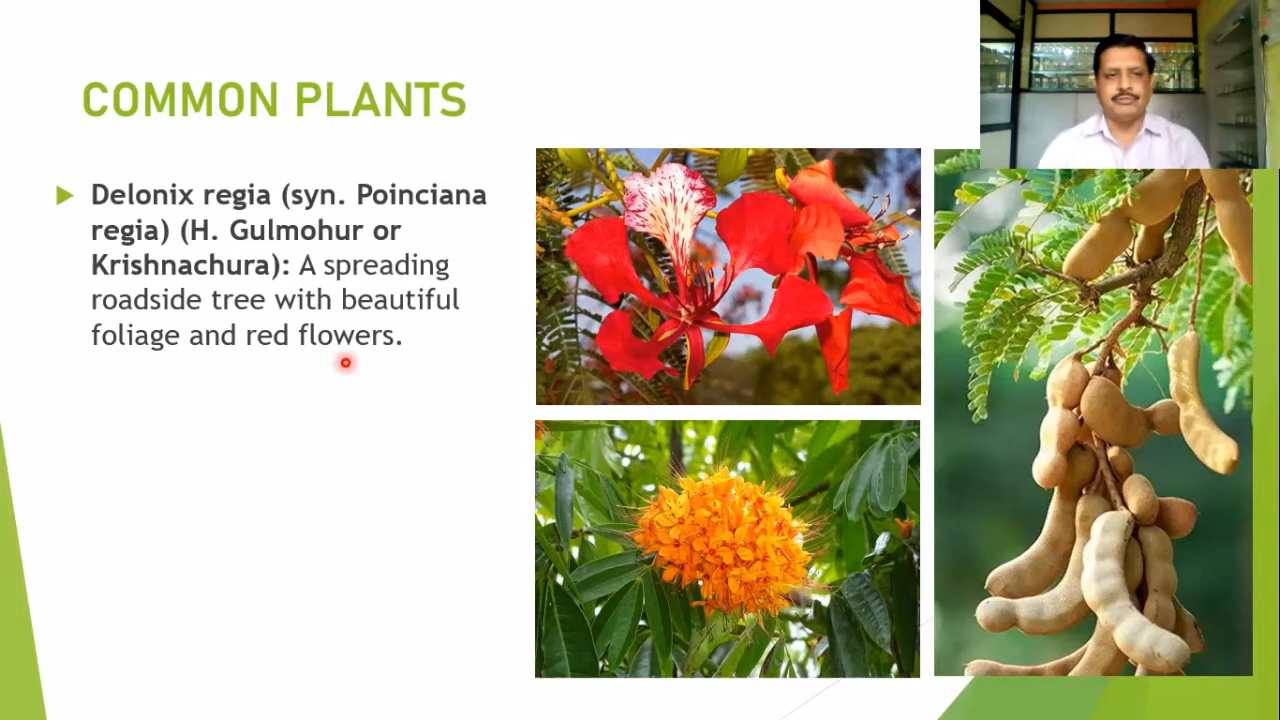 COMMON PLANTS
Delonix regia (syn. Poinciana
regia) (H. Gulmohur or
Krishnachura): A spreading
roadside tree with beautiful
foliage and red flowers.